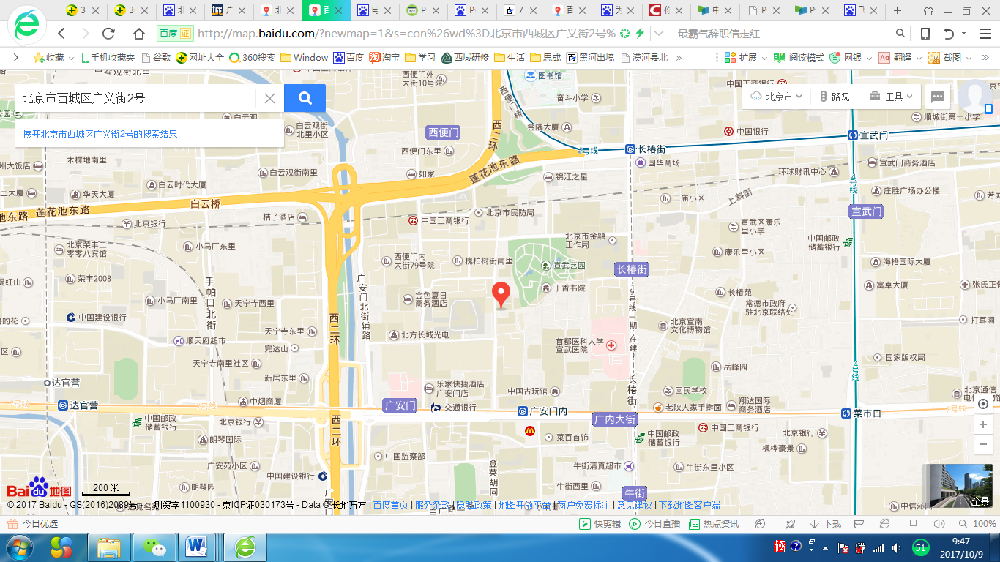 百度 证
http://map.baidu.com/?newmap=1&s=con%26wd%3D北京市西城区广义街2号%
最霸气辞职信走红
收藏
手机收藏夹
谷歌
网址大全
360搜索
Window
百度
淘宝
学习
西城研修
生活
思成
黑河出境
漠河县北
扩展
阅读模式
网银
翻译
截图
北京市西城区广义街2号
展开北京市西城区广义街2号的搜索结果
北京市
路况
工具
西便门外
大街10号院
图书馆
奋斗小学
西便门桥
金隅大厦
中国银行
顺城街第一小学
宣武门
白云观
白云观街
北里小区
西便门
西便门东里
西二环
2号线
长椿街
国华商场
宣武门商务酒店
木樨地南里
白云观街南里
如家
莲花池东路
锦江之星
环球财讯中心
4号线
白云时代大厦
华天大厦
白云桥
三庙小区
上斜街
庄胜广场办公楼
莲花池东路
桔子酒店
北京银行
中国工商银行
北京市民防局
宣武门
宣武区康乐
里小学
北京荣丰二
零零八宾馆
小马厂东里
北京市金融
工作局
中国邮政
储蓄银行
康乐里小区
西便门内
大街79号院
槐柏树街南里
宣武艺园
长椿街
海格国际大厦
荣丰2008
手帕口北街
广安门北街辅路
丁香书院
富卓大厦
小马厂南里
天宁寺西里
金色夏日
商务酒店
长椿苑
常德市政府
驻北京联络处
中国建设银行
西二环
北京宣南
文化博物馆
打耳洞
天宁寺东里
顺天府超市
北方长城光电
完达山
首都医科大学
宣武医院
天宁寺南里社区
国家版权局
岳峰园
新居东里
达官营
乐家快捷酒店
广安门店
中国古玩馆
长椿街
回民学校
4号线
7号线
达官营
7号线
中烟商厦
广安门
交通银行
广安门内
老陕人家手擀面
翔达国际
商务酒店
菜市口
7号线
中国邮政
储蓄银行
北京银行
西二环
广内大街
中国工商银行
北京银行
朗琴国际
菜百首饰
中国邮政
储蓄银行
枫桦豪景
广安苑小区
中国监察部
登莱胡同
牛街清真超市
牛街东里小区
中国建设银行
朗琴园
牛街西里
牛街
中信沁园
Bai du 地图
200 米
全景
© 2017 Baidu - GS(2016)2089号 - 甲测资字1100930 - 京ICP证030173号 - Data © 长地万方 | 百度首页 | 服务条款 | 隐私政策 | 地图开放平台 | 商户免费标注 | 意见建议 | 下载地图客户端
今日优选
快剪辑
今日直播
热点资讯
下载
100%
51
9:47
2017/10/9